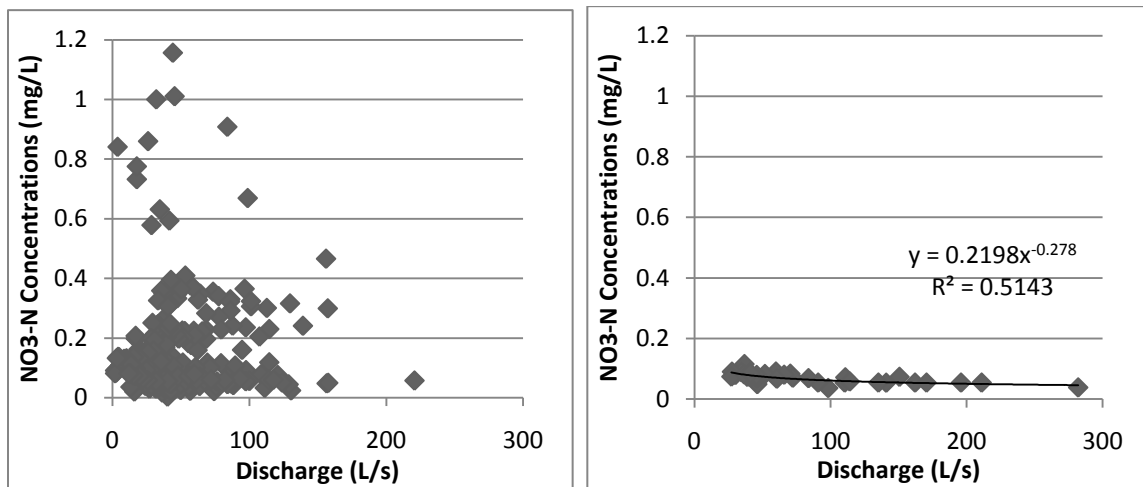 NO3-N Concentrations (mg/L)
1.2
1
0.8
0.6
0.4
0.2
0
0 100 200 300
Discharge (L/s)
NO3-N Concentrations (mg/L)
1.2
1
0.8
0.6
0.4
0.2
0
y = 0.2198x⁻⁰·²⁷⁸
R² = 0.5143
0 100 200 300
Discharge (L/s)